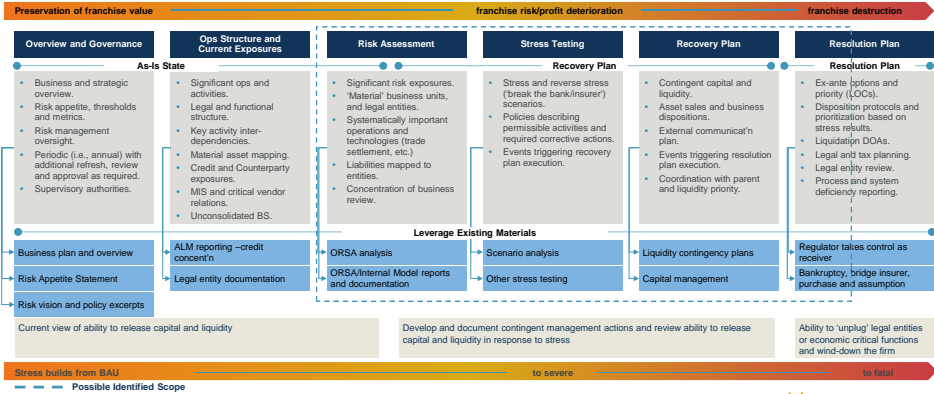 Preservation of franchise value franchise risk/profit deterioration franchise destruction
Overview and Governance
Ops Structure and
Current Exposures
Risk Assessment
Stress Testing
Recovery Plan
Resolution Plan
As-Is State
Recovery Plan
Resolution Plan
• Business and strategic
overview.
• Risk appetite, thresholds
and metrics.
• Risk management
oversight.
• Periodic (i.e., annual) with
additional refresh, review
and approval as required.
• Supervisory authorities.
• Significant ops and
activities.
• Legal and functional
structure.
• Key activity inter-
dependencies.
• Material asset mapping.
• Credit and Counterparty
exposures.
• MIS and critical vendor
relations.
• Unconsolidated BS.
• Significant risk exposures.
• ‘Material’ business units,
and legal entities.
• Systematically important
operations and
technologies (trade
settlement, etc.)
• Liabilities mapped to
entities.
• Concentration of business
review.
• Stress and reverse stress
(‘break the bank/insurer’)
scenarios.
• Policies describing
permissible activities and
required corrective actions.
• Events triggering recovery
plan execution.
• Contingent capital and
liquidity.
• Asset sales and business
dispositions.
• External communicat’n
plan.
• Events triggering resolution
plan execution.
• Coordination with parent
and liquidity priority.
• Ex-ante options and
priority (LOCs).
• Disposition protocols and
prioritization based on
stress results.
• Liquidation DOAs.
• Legal and tax planning.
• Legal entity review.
• Process and system
deficiency reporting.
Leverage Existing Materials
Business plan and overview
Risk Appetite Statement
Risk vision and policy excerpts
ALM reporting –credit
concent’n
Legal entity documentation
ORSA analysis
ORSA/Internal Model reports
and documentation
Scenario analysis
Other stress testing
Liquidity contingency plans
Capital management
Regulator takes control as
receiver
Bankruptcy, bridge insurer,
purchase and assumption
Current view of ability to release capital and liquidity
Develop and document contingent management actions and review ability to release
capital and liquidity in response to stress
Ability to ‘unplug’ legal entities
or economic critical functions
and wind-down the firm
Stress builds from BAU to severe to fatal
Possible Identified Scope